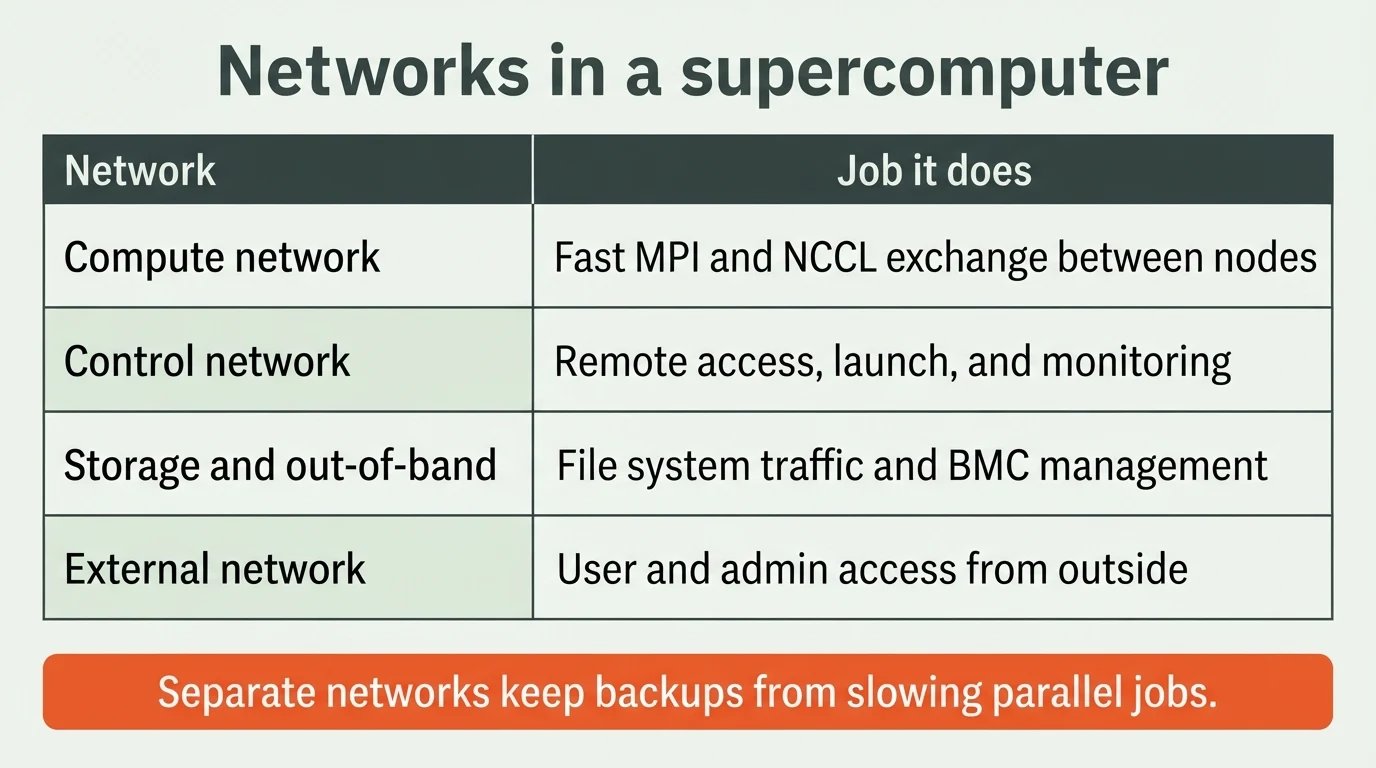 Networks in a supercomputer
Network
Job it does
Compute network
Fast MPI and NCCL exchange between nodes
Control network
Remote access, launch, and monitoring
Storage and out-of-band
File system traffic and BMC management
External network
User and admin access from outside
Separate networks keep backups from slowing parallel jobs.